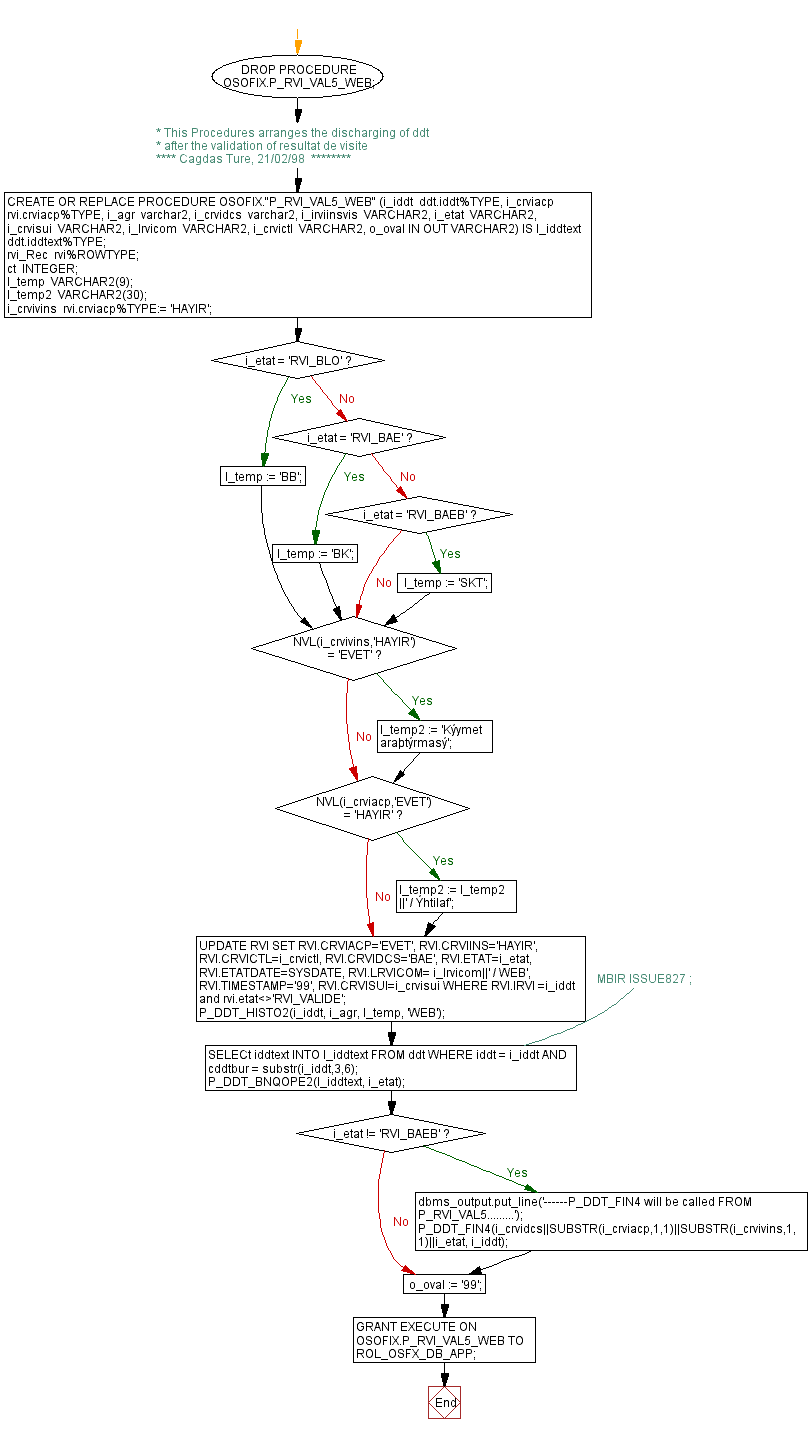 DROP PROCEDURE
OSOFIX.P_RVI_VAL5_WEB;
* This Procedures arranges the discharging of ddt
* after the validation of resultat de visite
**** Cagdas Ture, 21/02/98 ********
CREATE OR REPLACE PROCEDURE OSOFIX."P_RVI_VAL5_WEB" (i_iddt ddt.iddt%TYPE, i_crviacp
rvi.crviacp%TYPE, i_agr varchar2, i_crvidcs varchar2, i_irviinsvis VARCHAR2, i_etat VARCHAR2,
i_crvisui VARCHAR2, i_lrvicom VARCHAR2, i_crvictl VARCHAR2, o_oval IN OUT VARCHAR2) IS l_iddtext
ddt.iddtext%TYPE;
rvi_Rec rvi%ROWTYPE;
ct INTEGER;
l_temp VARCHAR2(9);
l_temp2 VARCHAR2(30);
i_crvivins rvi.crviacp%TYPE:= 'HAYIR';
i_etat = 'RVI_BLO' ?
Yes
No
i_etat = 'RVI_BAE' ?
l_temp := 'BB';
Yes
No
i_etat = 'RVI_BAEB' ?
l_temp := 'BK';
Yes
No
l_temp := 'SKT';
NVL(i_crvivins,'HAYIR')
= 'EVET' ?
Yes
No
l_temp2 := 'Kýymet
araþtýrmasý';
NVL(i_crviacp,'EVET')
= 'HAYIR' ?
Yes
No
l_temp2 := l_temp2
||' / Ýhtilaf';
UPDATE RVI SET RVI.CRVIACP='EVET', RVI.CRVIINS='HAYIR',
RVI.CRVICTL=i_crvictl, RVI.CRVIDCS='BAE', RVI.ETAT=i_etat,
RVI.ETATDATE=SYSDATE, RVI.LRVICOM= i_lrvicom||' / WEB',
RVI.TIMESTAMP='99', RVI.CRVISUI=i_crvisui WHERE RVI.IRVI =i_iddt
and rvi.etat<>'RVI_VALIDE';
P_DDT_HISTO2(i_iddt, i_agr, l_temp, 'WEB');
MBIR ISSUE827 ;
SELECt iddtext INTO l_iddtext FROM ddt WHERE iddt = i_iddt AND
cddtbur = substr(i_iddt,3,6);
P_DDT_BNQOPE2(l_iddtext, i_etat);
i_etat != 'RVI_BAEB' ?
Yes
No
dbms_output.put_line('------P_DDT_FIN4 will be called FROM
P_RVI_VAL5.........');
P_DDT_FIN4(i_crvidcs||SUBSTR(i_crviacp,1,1)||SUBSTR(i_crvivins,1,
1)||i_etat, i_iddt);
o_oval := '99';
GRANT EXECUTE ON
OSOFIX.P_RVI_VAL5_WEB TO
ROL_OSFX_DB_APP;
End